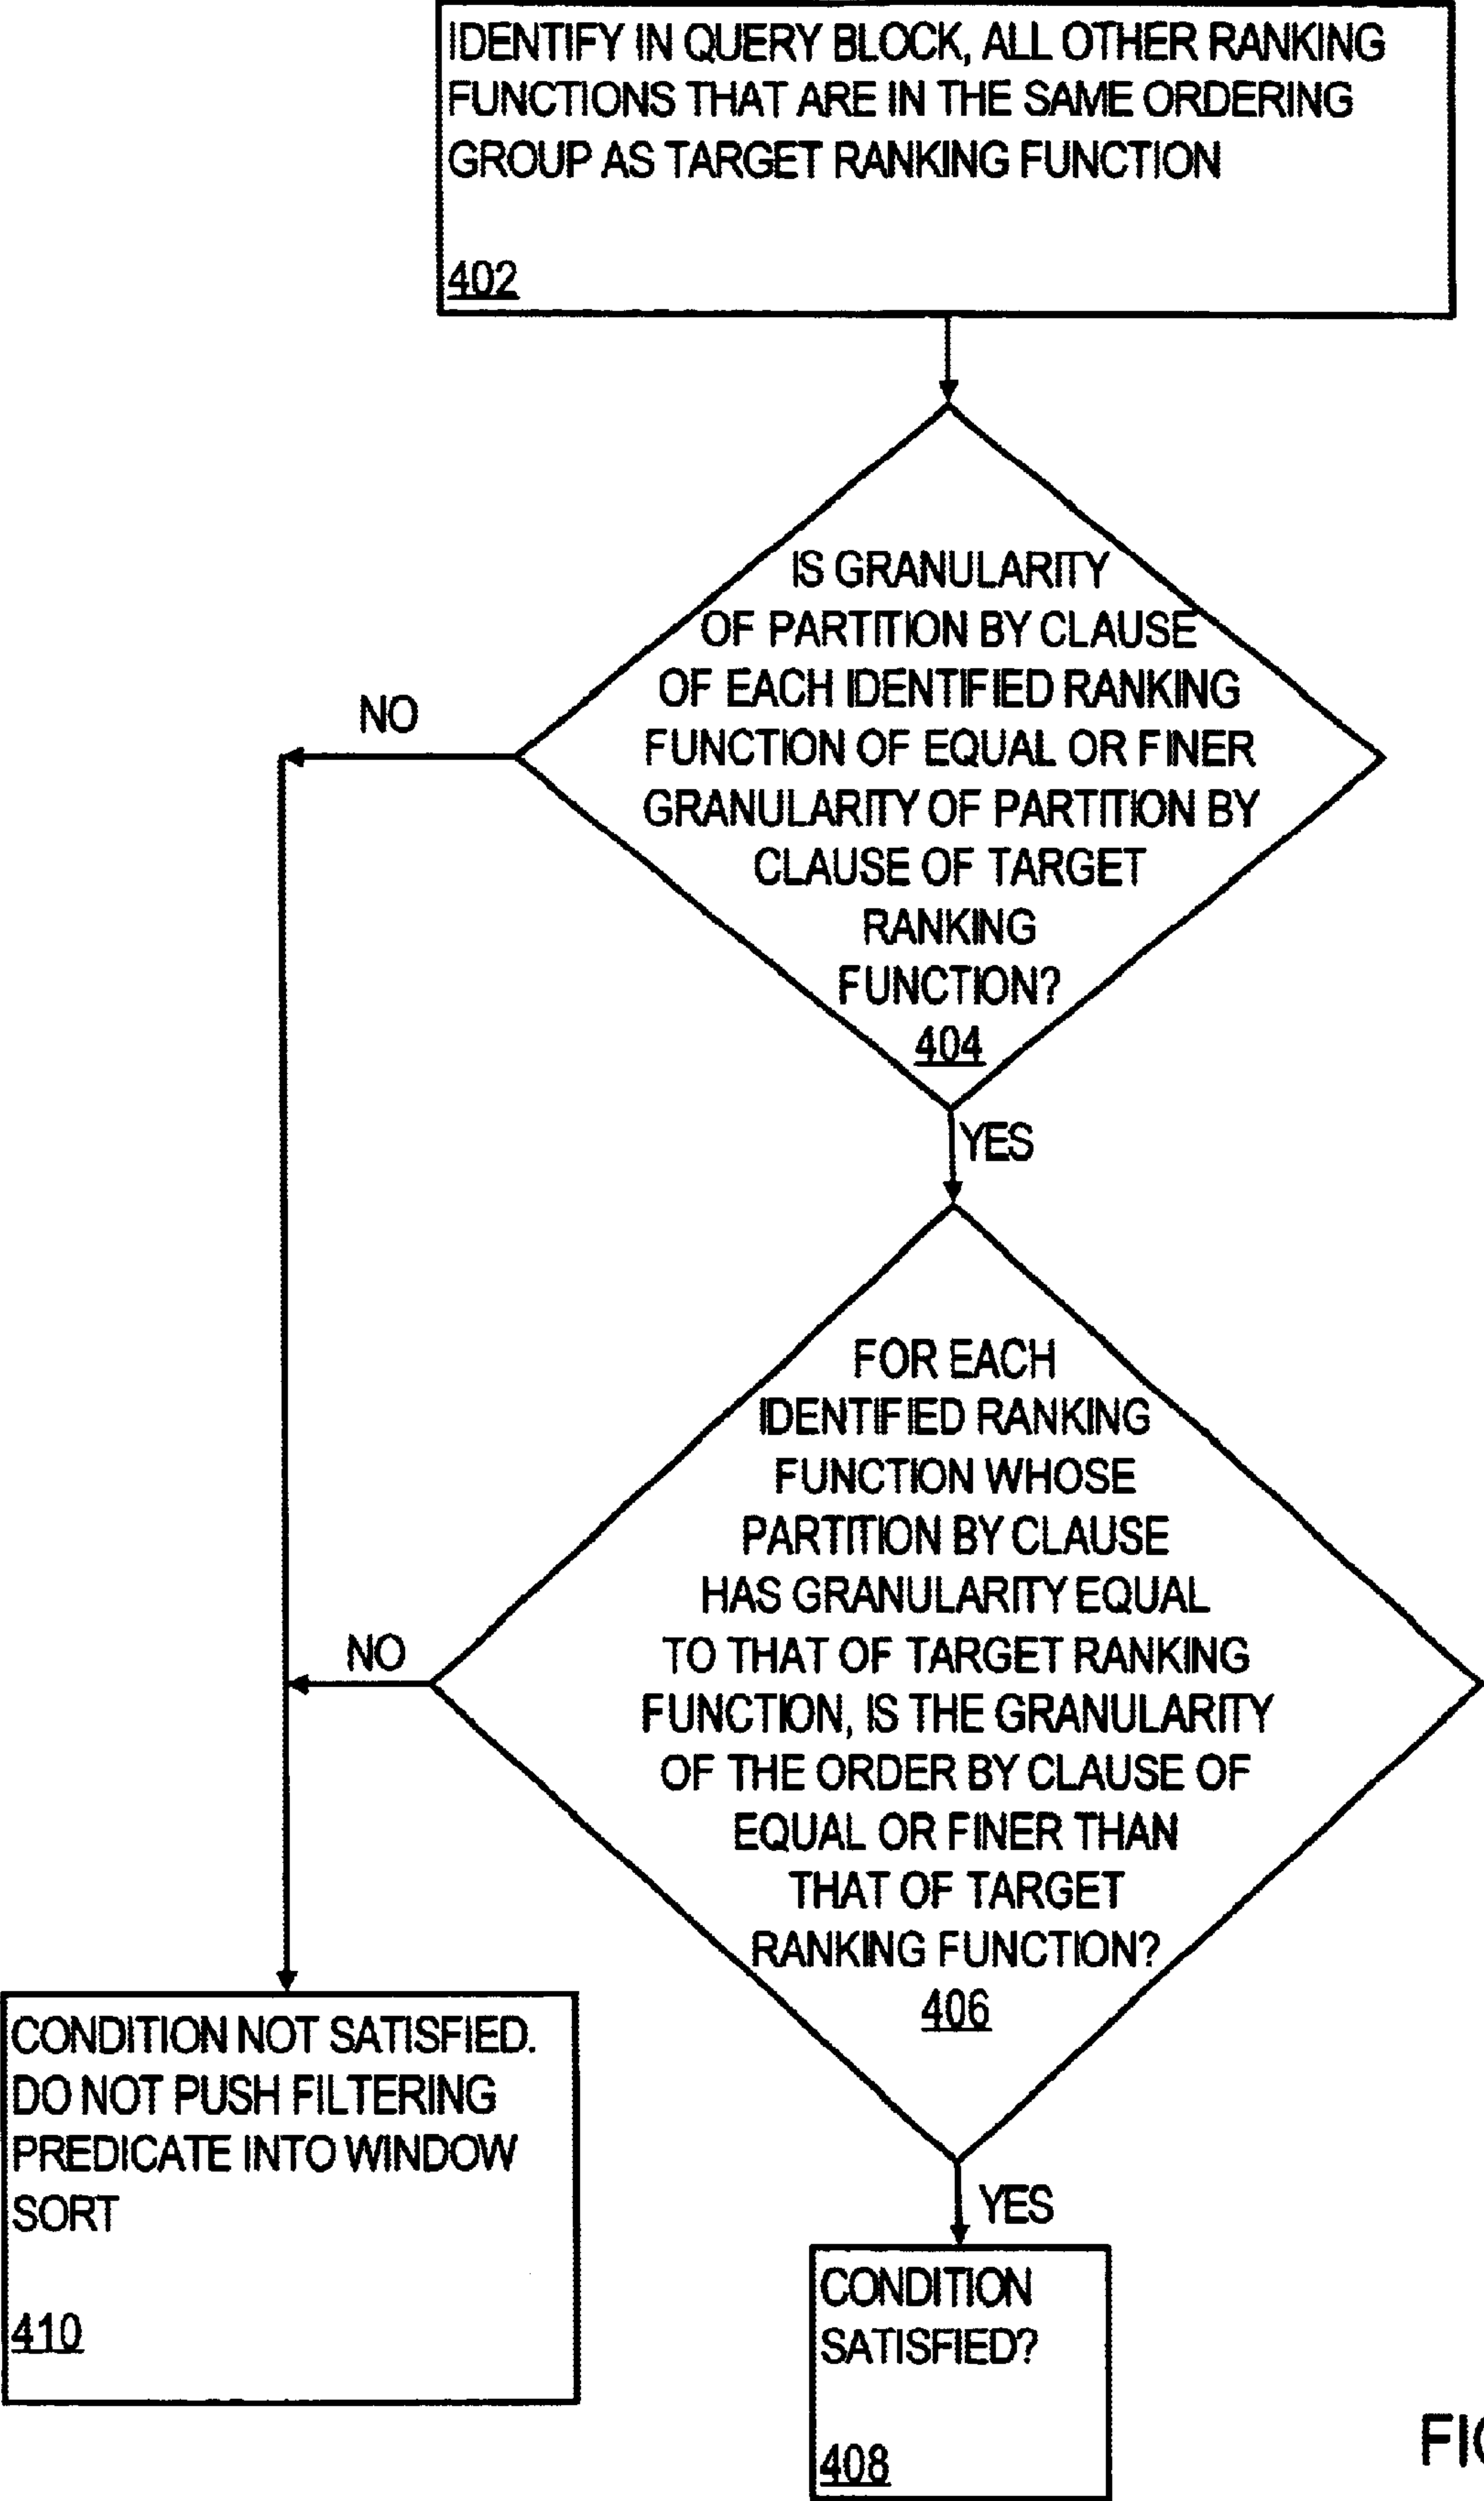 IDENTIFY IN QUERY BLOCK, ALL OTHER RANKING
FUNCTIONS THAT ARE IN THE SAME ORDERING
GROUP AS TARGET RANKING FUNCTION
402
IS GRANULARITY
OF PARTITION BY CLAUSE
OF EACH IDENTIFIED RANKING
FUNCTION OF EQUAL OR FINER
GRANULARITY OF PARTITION BY
CLAUSE OF TARGET
RANKING
FUNCTION?
404
NO
YES
FOR EACH
IDENTIFIED RANKING
FUNCTION WHOSE
PARTITION BY CLAUSE
HAS GRANULARITY EQUAL
TO THAT OF TARGET RANKING
FUNCTION, IS THE GRANULARITY
OF THE ORDER BY CLAUSE OF
EQUAL OR FINER THAN
THAT OF TARGET
RANKING FUNCTION?
406
NO
YES
CONDITION NOT SATISFIED.
DO NOT PUSH FILTERING
PREDICATE INTO WINDOW
SORT
410
CONDITION
SATISFIED?
408